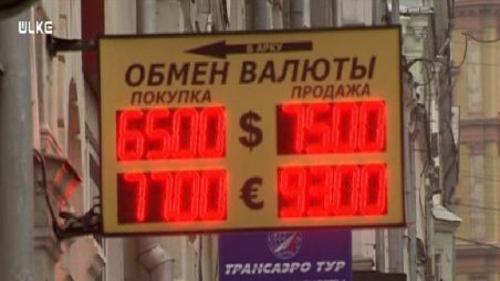 ULKE
В АРКУ
ОБМЕН ВАЛЮТЫ
ПОКУПКА ПРОДАЖА
6500 $ 7500
7700 € 9300
ТРАНСАЭРО ТУР